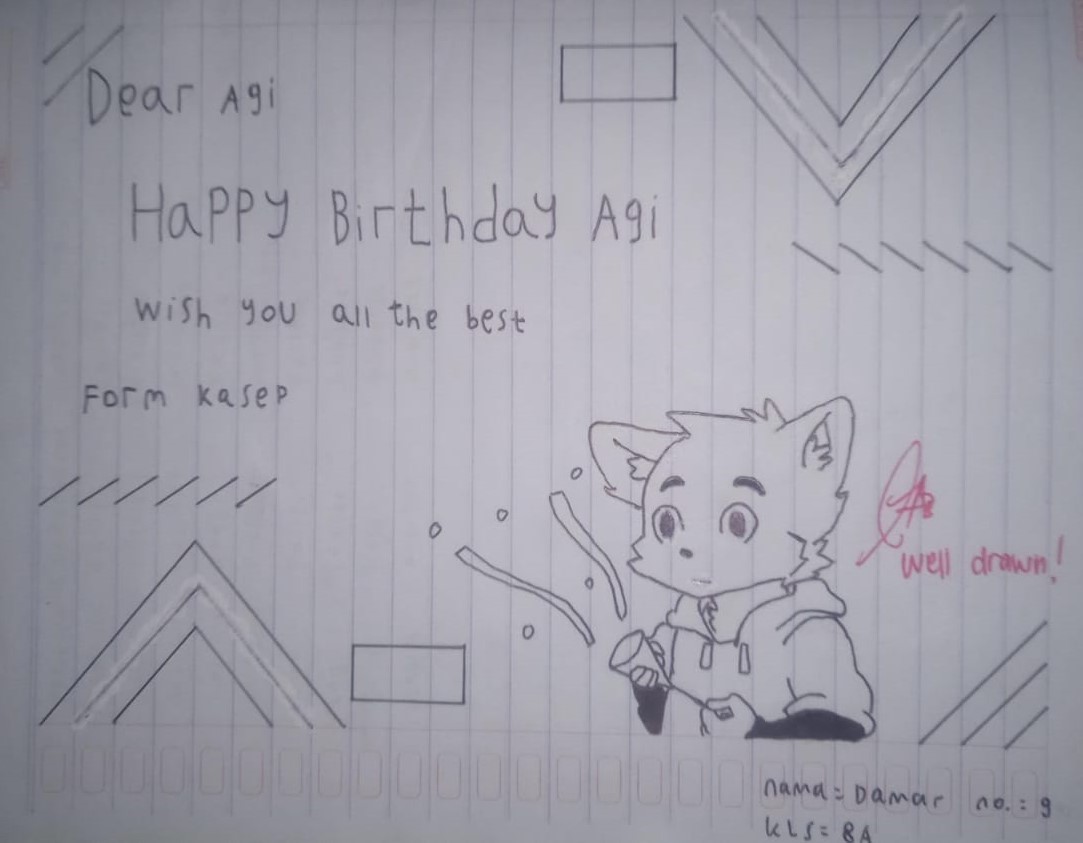 Dear Agi
Happy Birthday Agi
wish you all the best
Form kasep
well drawn!
nama = Damar no. : 9
kls = 8A